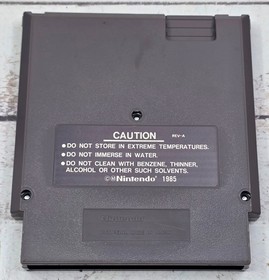 CAUTION REV-A
● DO NOT STORE IN EXTREME TEMPERATURES.
● DO NOT IMMERSE IN WATER.
● DO NOT CLEAN WITH BENZENE, THINNER,
ALCOHOL OR OTHER SUCH SOLVENTS.
©®Nintendo® 1985